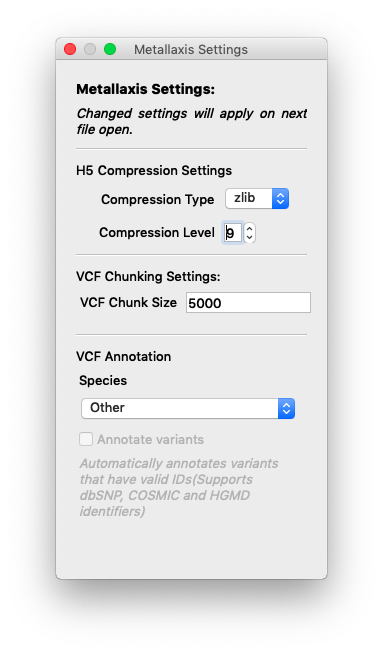 Metallaxis Settings
Metallaxis Settings:
Changed settings will apply on next
file open.
H5 Compression Settings
Compression Type zlib
Compression Level 9
VCF Chunking Settings:
VCF Chunk Size 5000
VCF Annotation
Species
Other
Annotate variants
Automatically annotates variants
that have valid IDs(Supports
dbSNP, COSMIC and HGMD
identifiers)